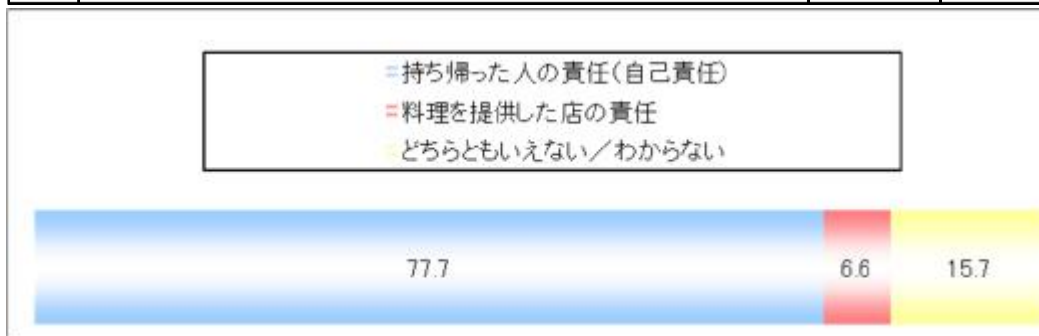 持ち帰った人の責任(自己責任)
料理を提供した店の責任
どちらともいえない／わからない
77.7 6.6 15.7